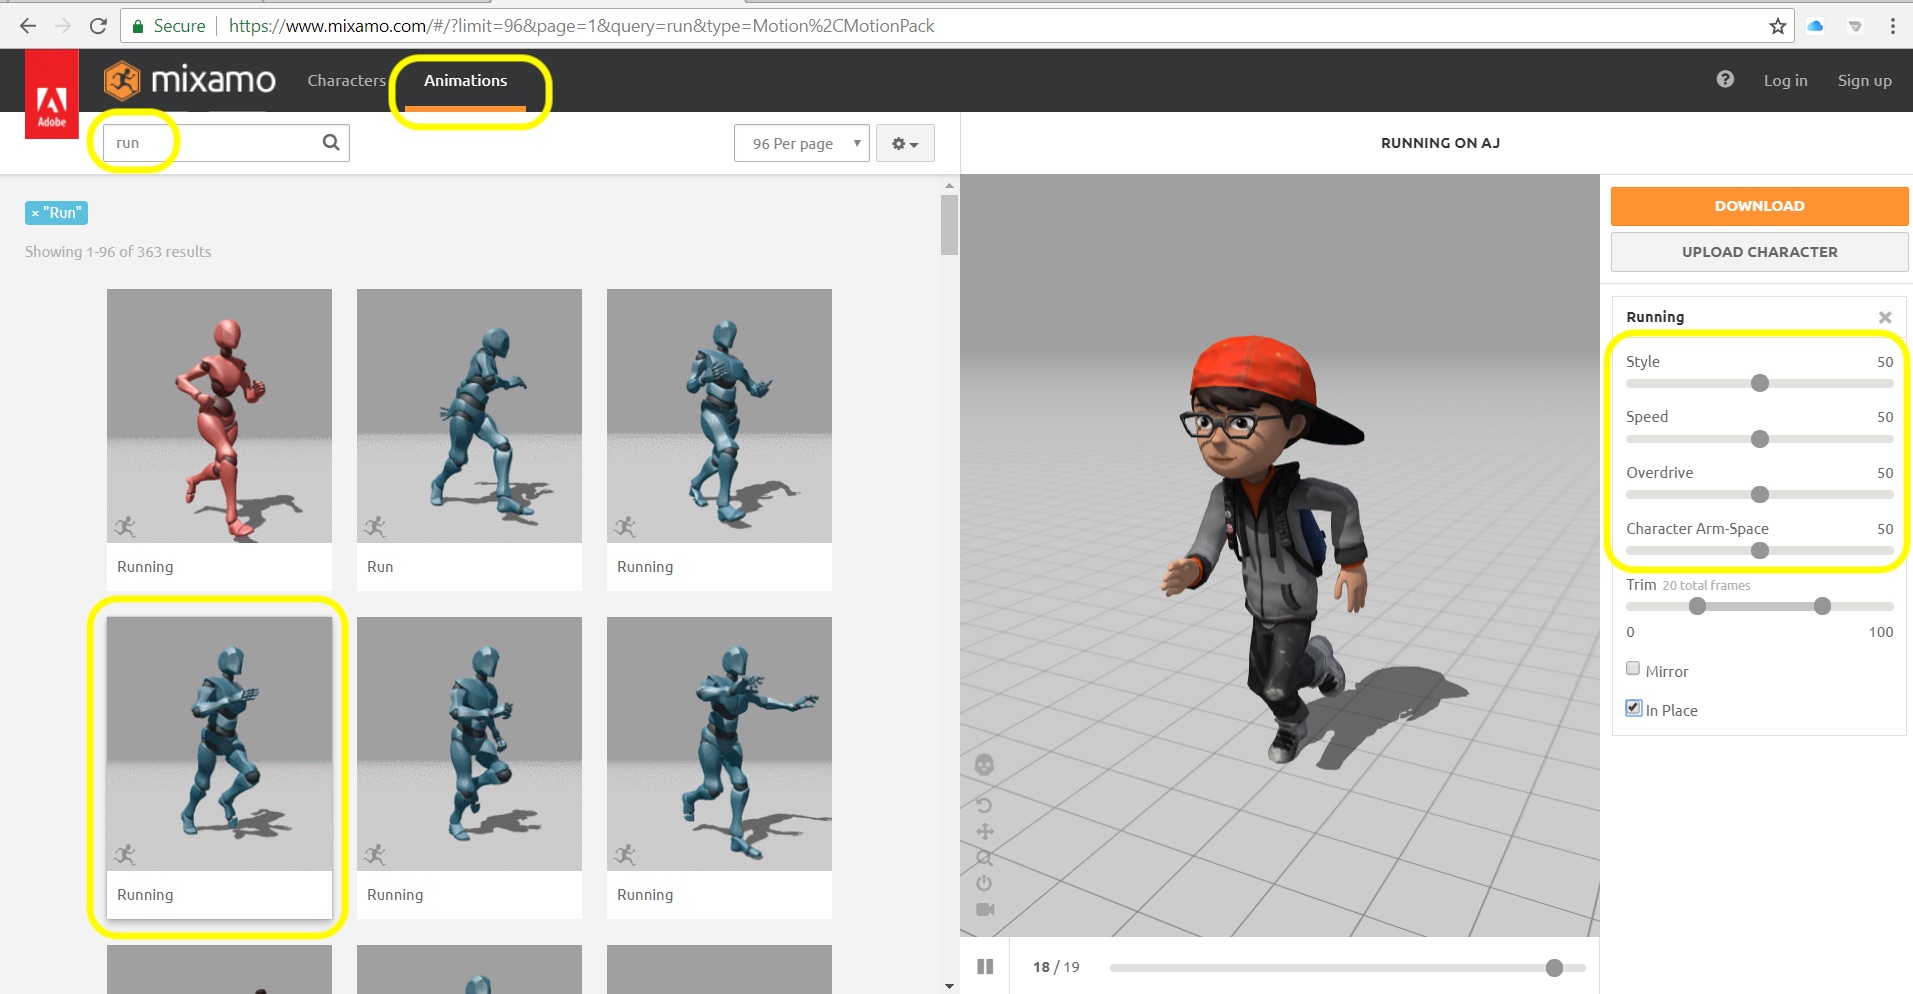 Secure https://www.mixamo.com/#/?limit=96&page=1&query=run&type=Motion%2CMotionPack
Adobe
mixamo Characters Animations ? Log in Sign up
run 96 Per page RUNNING ON AJ
× "Run"
Showing 1-96 of 363 results
Running Run Running
Running Running Running
DOWNLOAD
UPLOAD CHARACTER
Running
Style 50
Speed 50
Overdrive 50
Character Arm-Space 50
Trim 20 total frames
0 100
Mirror
In Place
18 / 19